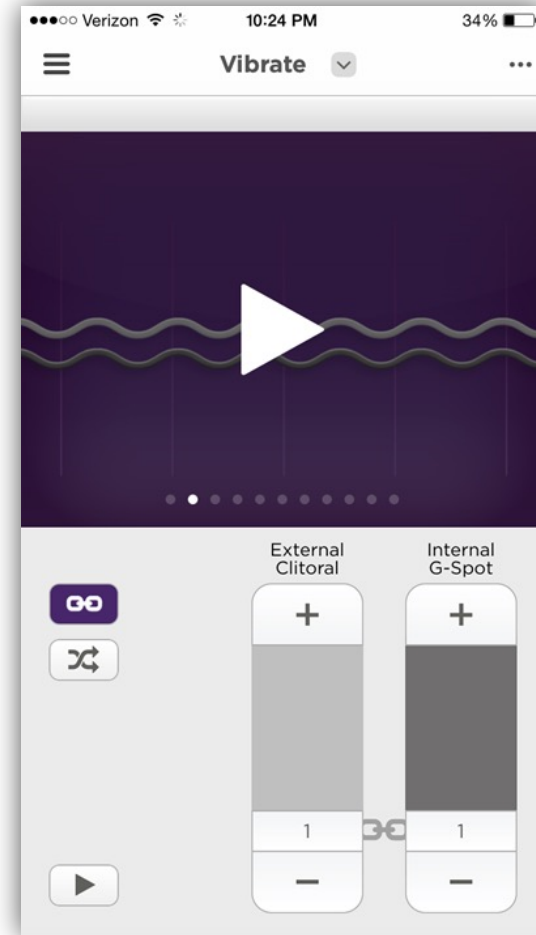 Verizon 10:24 PM 34%
Vibrate
External Internal
Clitoral G-Spot
1 1